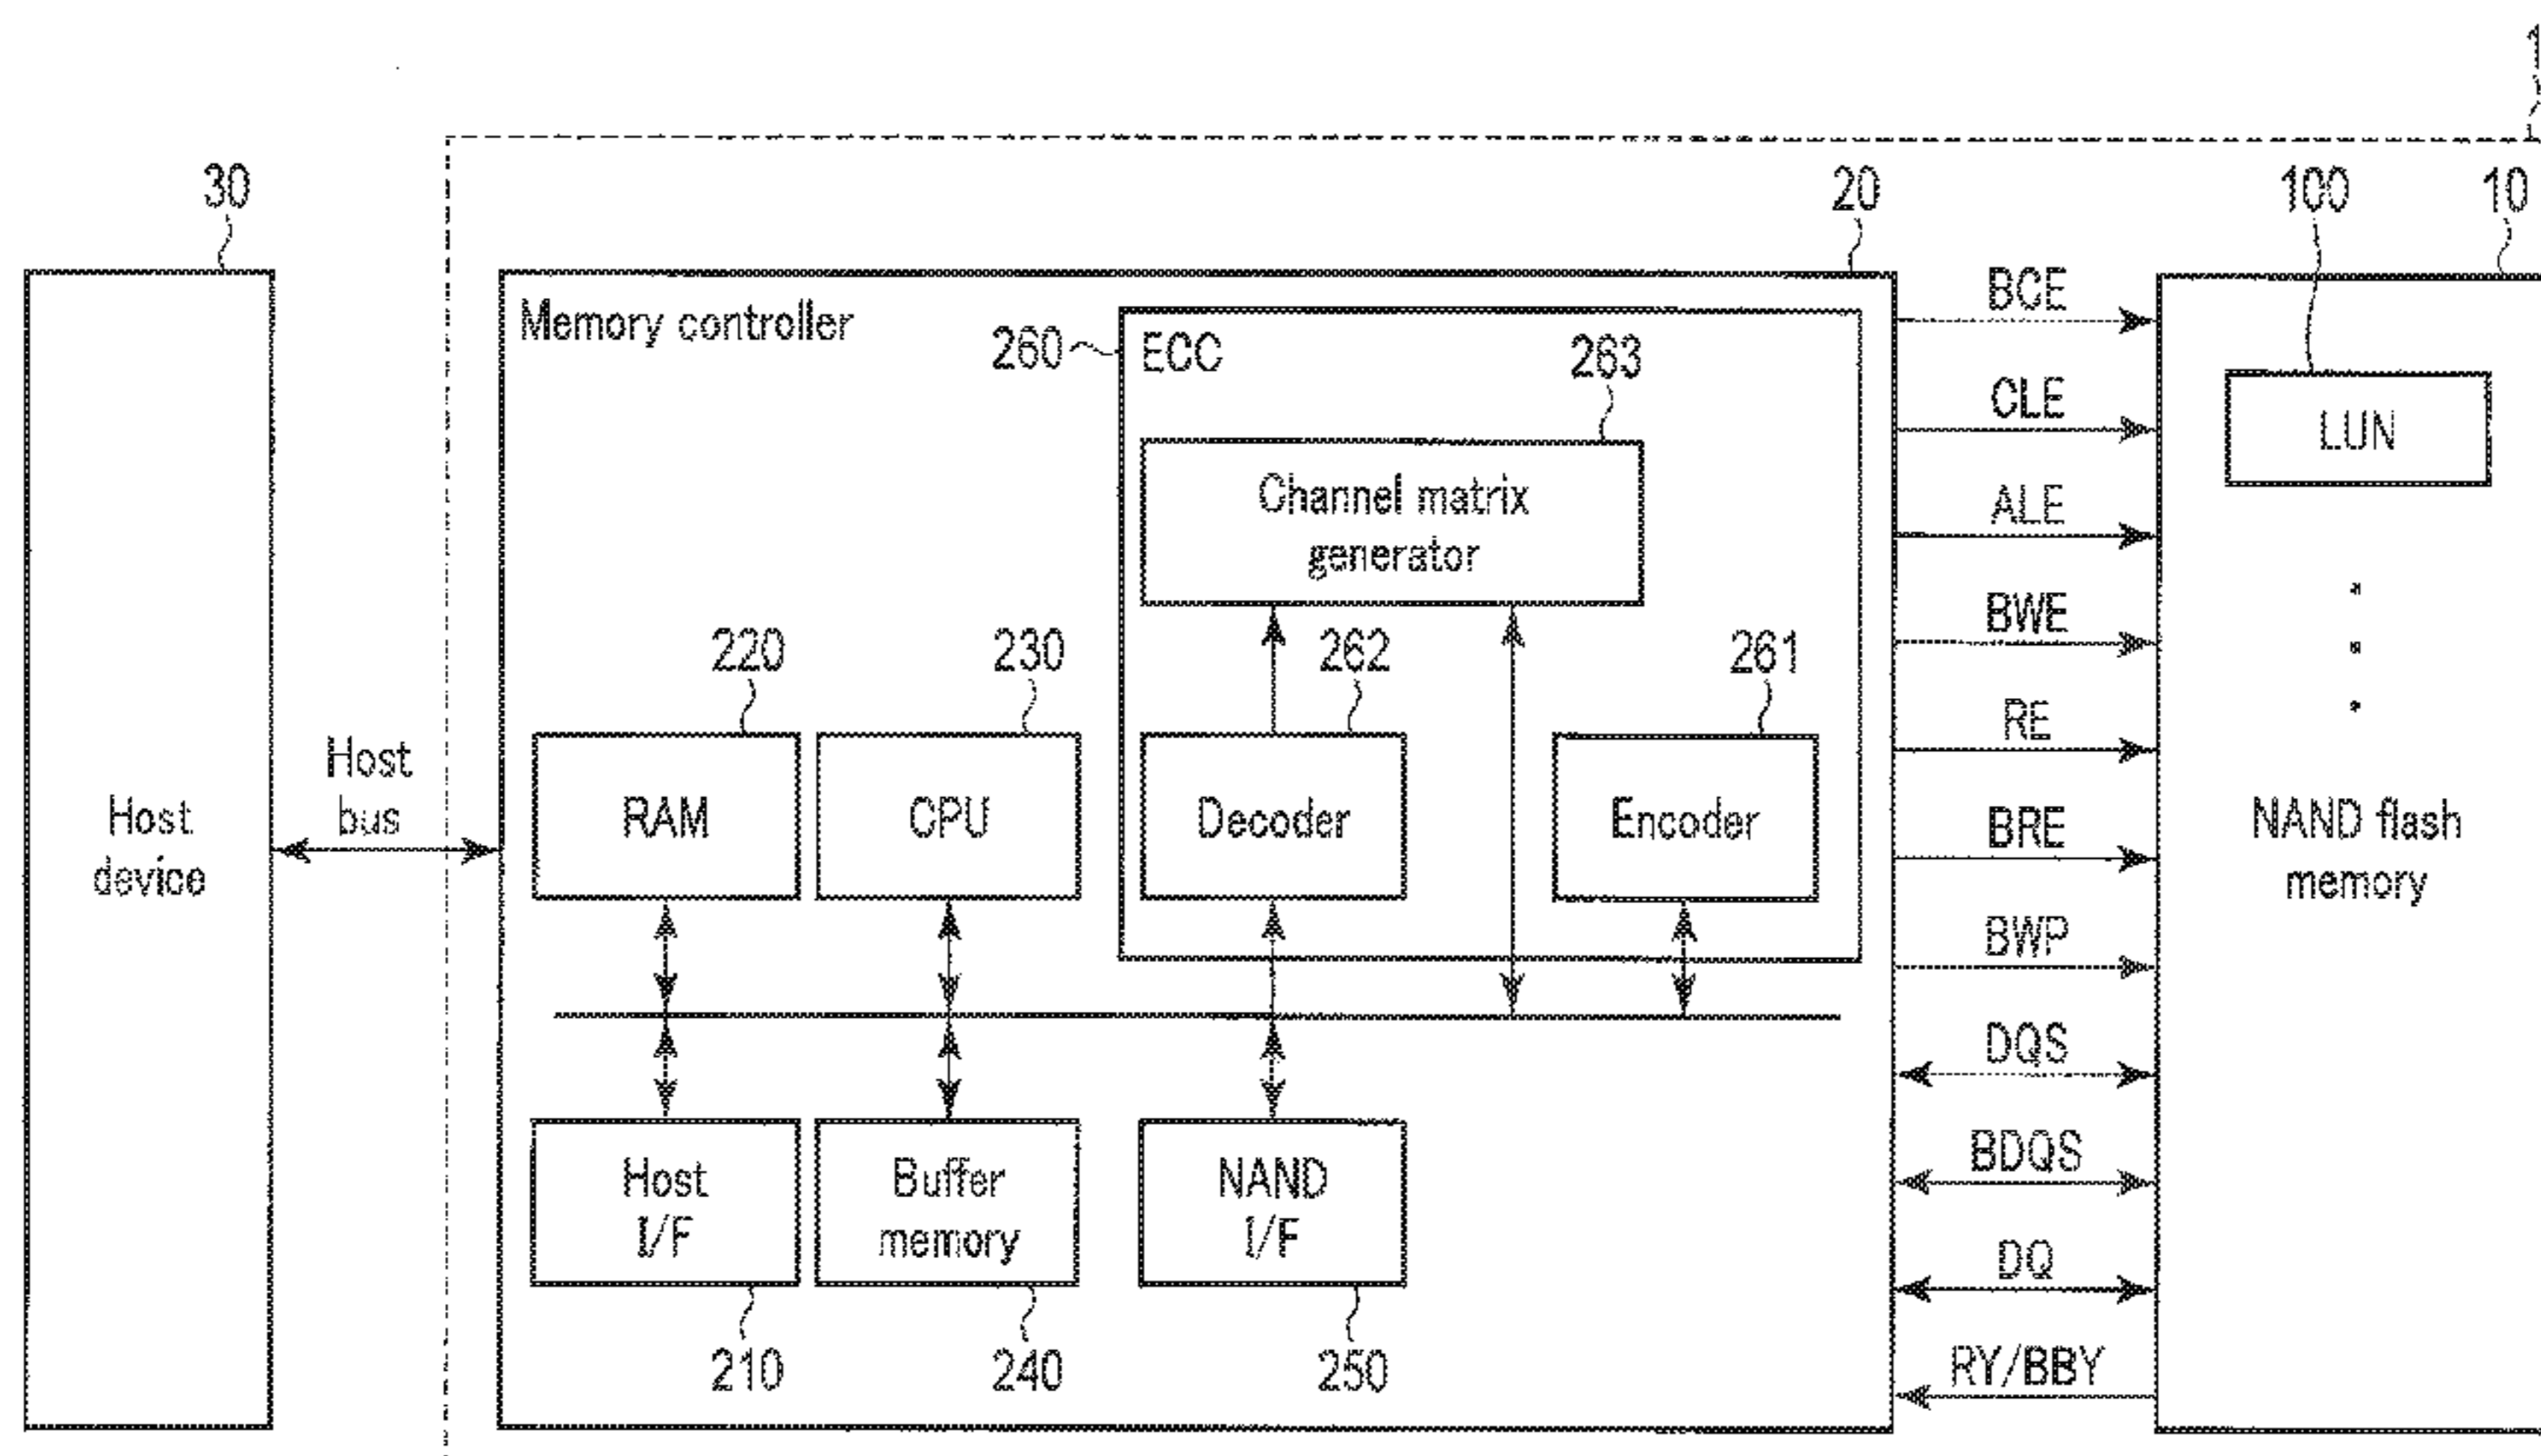 1
30
20
100
10
Memory controller
BCE
260
ECC
263
CLE
LUN
Channel matrix
generator
ALE
BWE
220
230
262
261
RE
Host
bus
Host
device
RAM
CPU
Decoder
Encoder
BRE
NAND flash
memory
BWP
DQS
BDQS
Host
I/F
Buffer
memory
NAND
I/F
DQ
210
240
250
RY/BBY